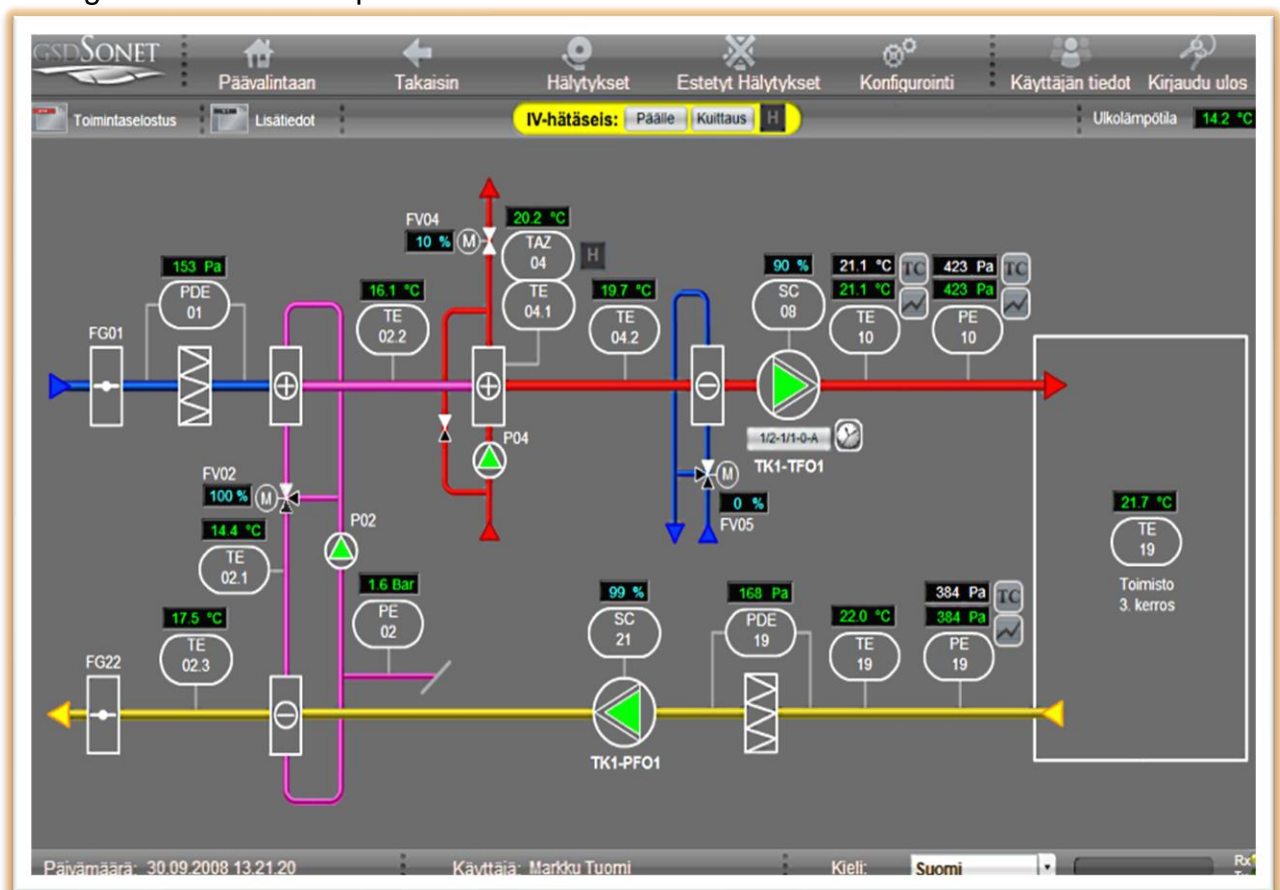 GSDSONET
Päävalintaan
Takaisin
Hälytykset
Estetyt Hälytykset
Konfigurointi
Käyttäjän tiedot
Kirjaudu ulos
Toimintaselostus
Lisätiedot
IV-hätäseis:
Päälle
Kuittaus
H
Ulkolämpötila
14.2 °C
FV04
10 %
M
20.2 °C
TAZ
04
H
TE
04.1
153 Pa
PDE
01
16.1 °C
TE
02.2
19.7 °C
TE
04.2
90 %
SC
08
21.1 °C
TC
21.1 °C
TE
10
423 Pa
TC
423 Pa
PE
10
FG01
P04
1/2-1/1-0-A
TK1-TFO1
FV02
100 %
M
M
0 %
FV05
14.4 °C
TE
02.1
P02
21.7 °C
TE
19
Toimisto
3. kerros
17.5 °C
TE
02.3
1.6 Bar
PE
02
99 %
SC
21
168 Pa
PDE
19
22.0 °C
TE
19
384 Pa
TC
384 Pa
PE
19
FG22
TK1-PFO1
Päivämäärä: 30.09.2008 13.21.20
Käyttäjä: Markku Tuomi
Kieli:
Suomi
Rx